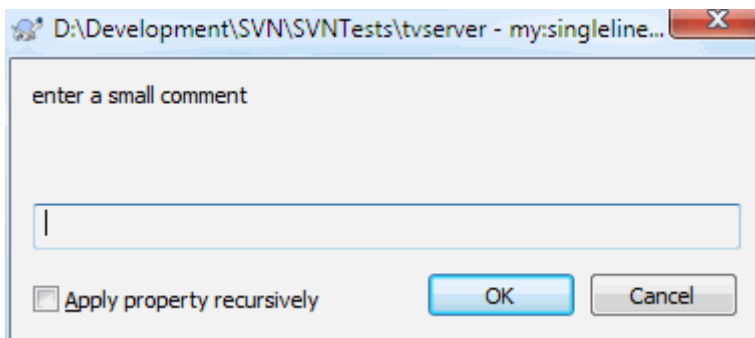 D:\Development\SVN\SVNTests\tvserver - my:singleline...
enter a small comment
Apply property recursively
OK
Cancel